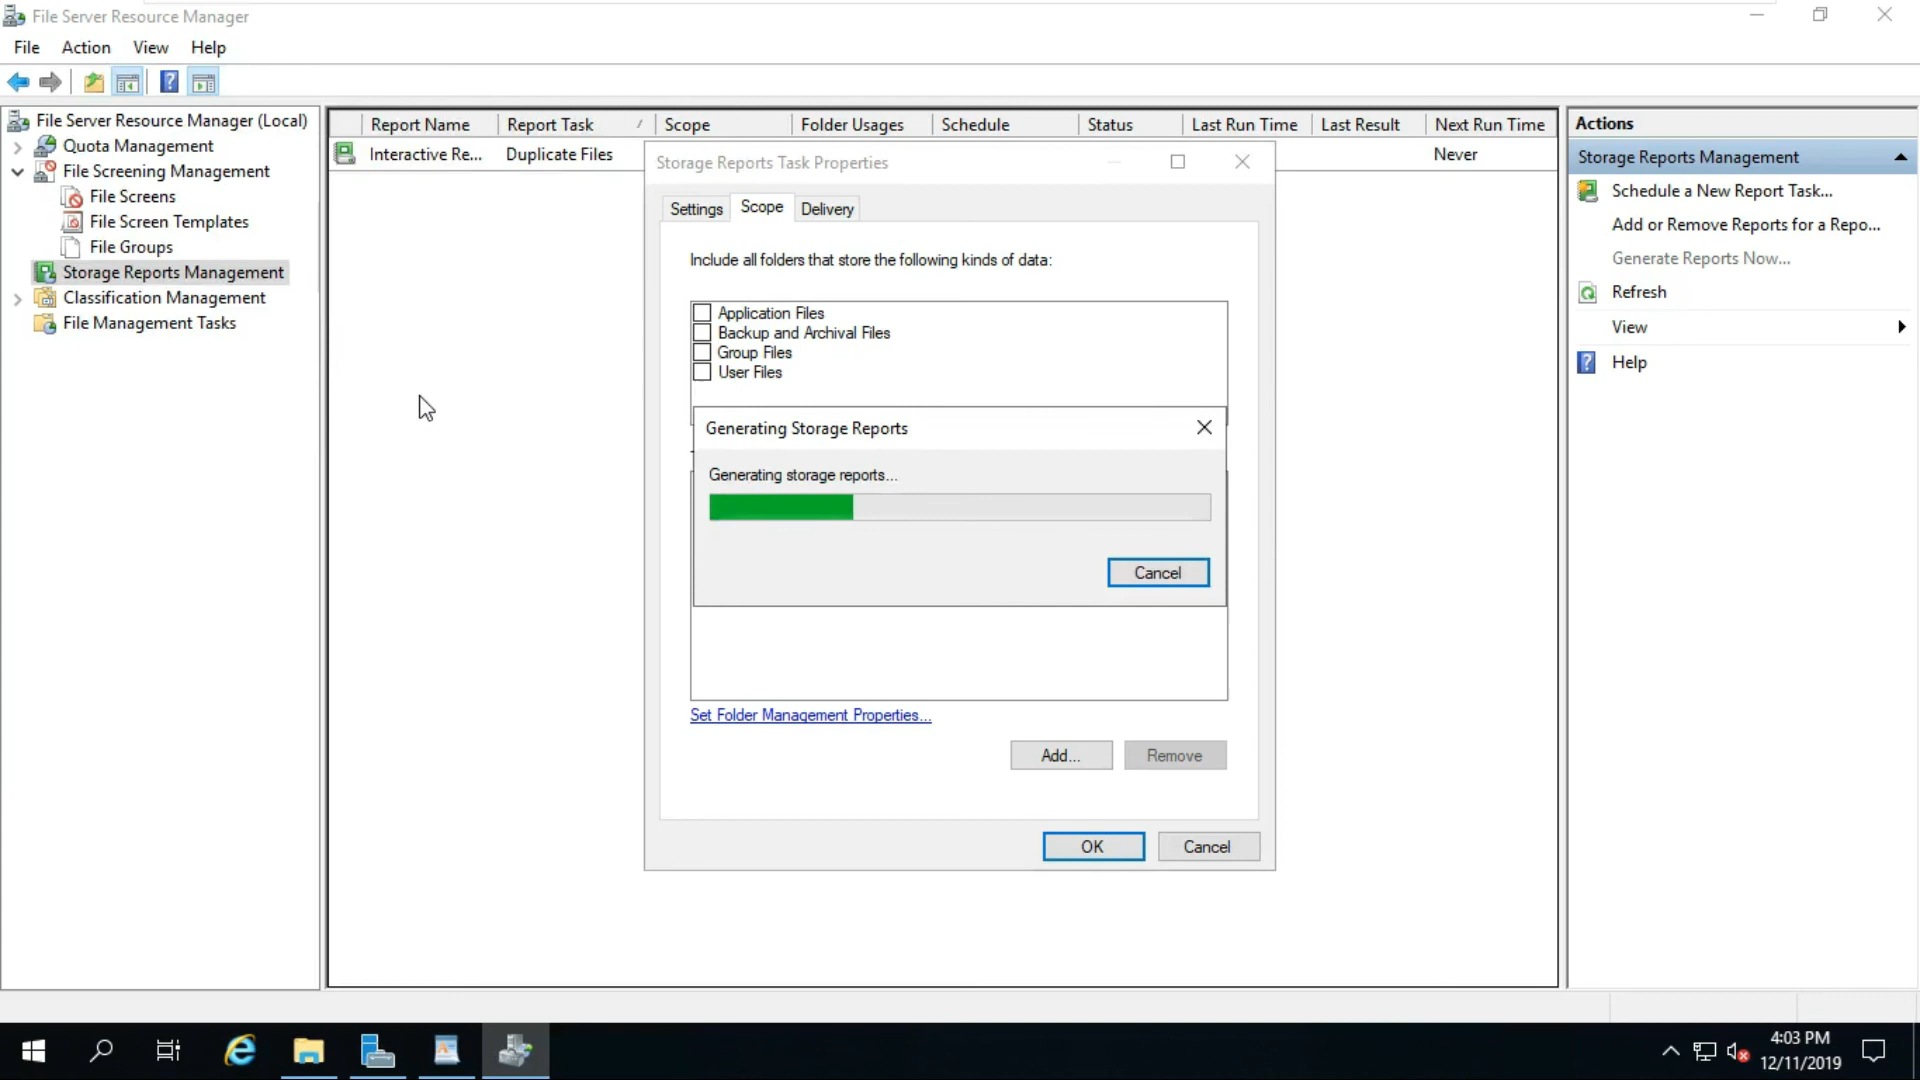 File Server Resource Manager
File Action View Help
File Server Resource Manager (Local)
Quota Management
File Screening Management
File Screens
File Screen Templates
File Groups
Storage Reports Management
Classification Management
File Management Tasks
Report Name Report Task Scope Folder Usages Schedule Status Last Run Time Last Result Next Run Time
Interactive Re... Duplicate Files Never
Storage Reports Task Properties
Settings Scope Delivery
Include all folders that store the following kinds of data:
Application Files
Backup and Archival Files
Group Files
User Files
Generating Storage Reports
Generating storage reports...
Cancel
Set Folder Management Properties...
Add... Remove
OK Cancel
Actions
Storage Reports Management
Schedule a New Report Task...
Add or Remove Reports for a Repo...
Generate Reports Now...
Refresh
View
Help
4:03 PM
12/11/2019